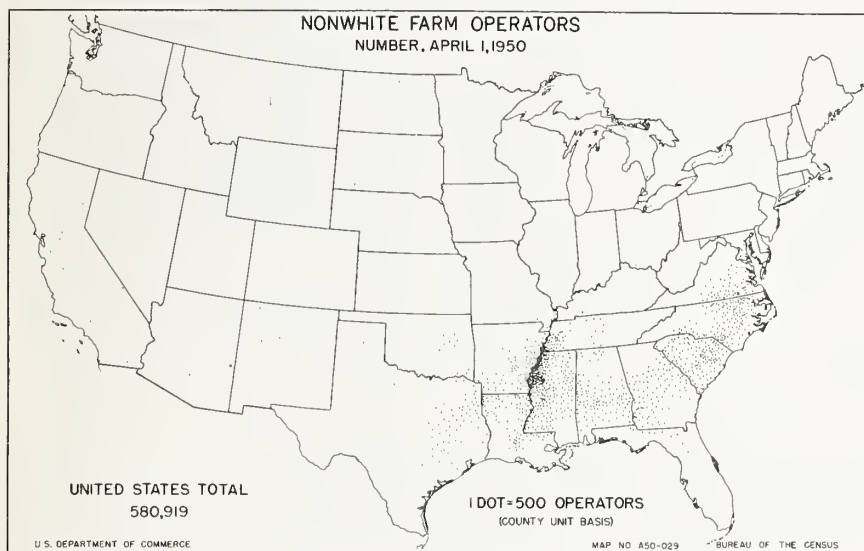 NONWHITE FARM OPERATORS
NUMBER, APRIL 1, 1950
UNITED STATES TOTAL
580,919
1 DOT = 500 OPERATORS
(COUNTY UNIT BASIS)
U.S. DEPARTMENT OF COMMERCE
MAP NO A50-029
BUREAU OF THE CENSUS